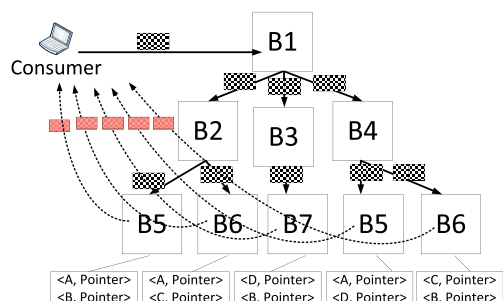 B1
Consumer
B2
B3
B4
B5
B6
B7
B5
B6
<A, Pointer>
<A, Pointer>
<D, Pointer>
<A, Pointer>
<C, Pointer>
<B, Pointer>
<C, Pointer>
<B, Pointer>
<D, Pointer>
<B, Pointer>